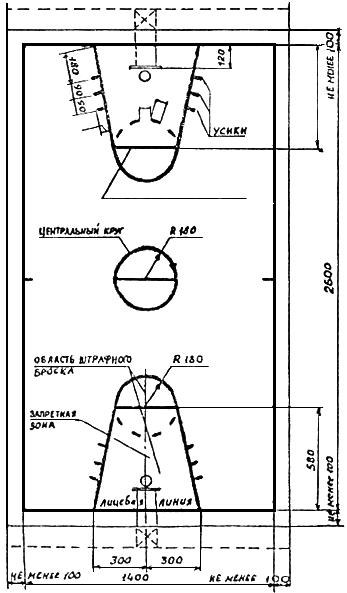 180
90
50
120
УСИКИ
НЕ МЕНЕЕ 100
ЦЕНТРАЛЬНЫЙ КРУГ
R 180
2600
ОБЛАСТЬ ШТРАФНОГО
БРОСКА
R 180
ЗАПРЕТНАЯ
ЗОНА
580
НЕ МЕНЕЕ 100
ЛИЦЕВАЯ ЛИНИЯ
300
300
НЕ МЕНЕЕ 100
1400
НЕ МЕНЕЕ 100